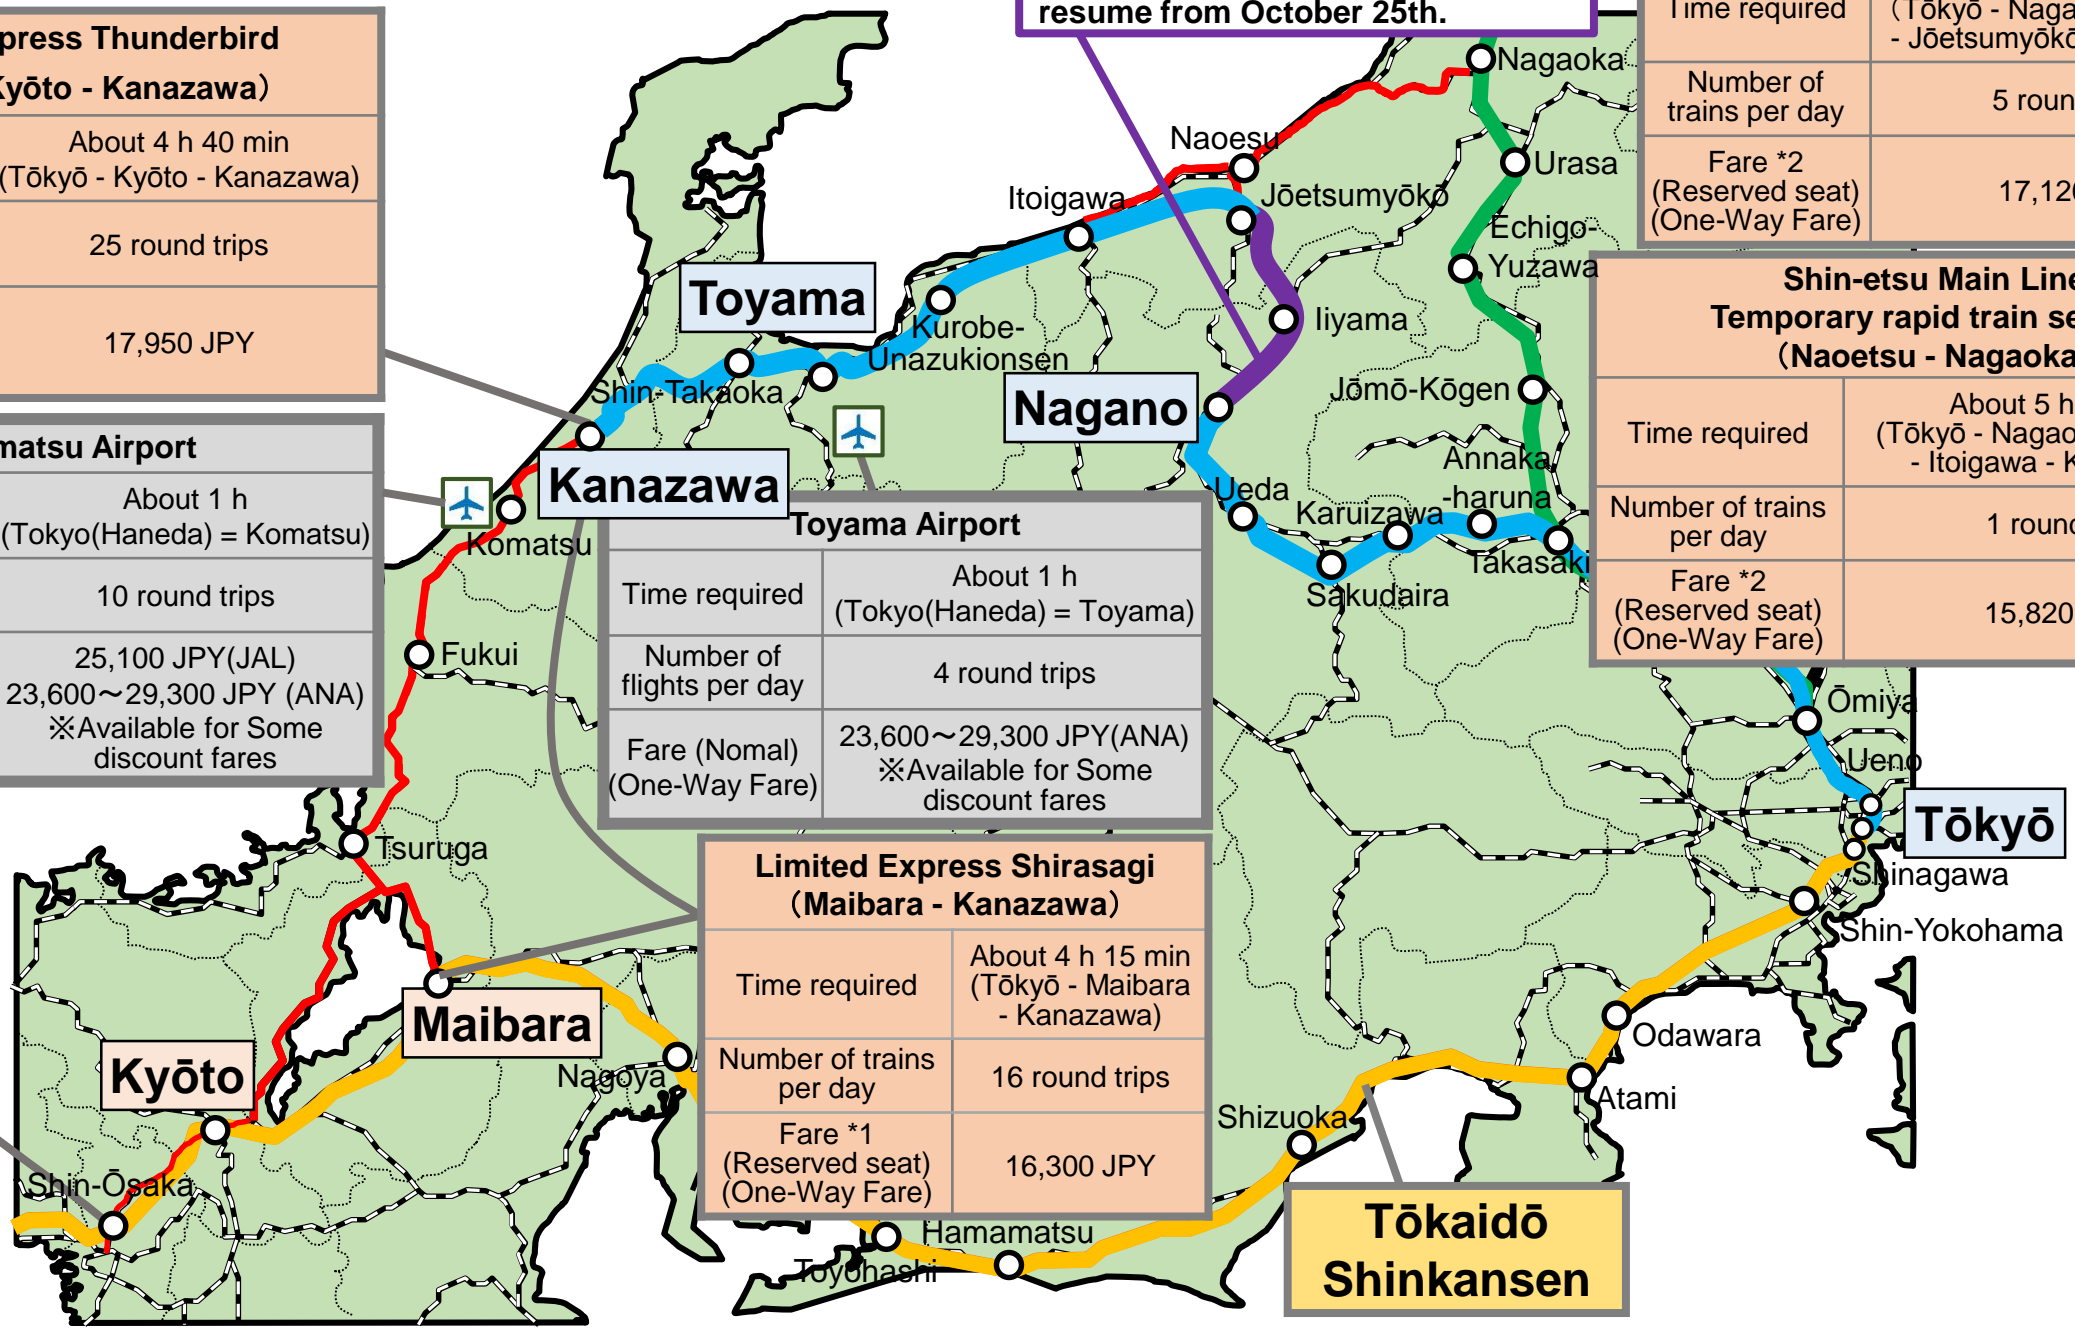 resume from October 25th.
press Thunderbird
Kyōto - Kanazawa）
About 4 h 40 min
(Tōkyō - Kyōto - Kanazawa)
25 round trips
17,950 JPY
matsu Airport
About 1 h
(Tokyo(Haneda) = Komatsu)
10 round trips
25,100 JPY(JAL)
23,600～29,300 JPY (ANA)
※Available for Some
discount fares
Time required
（Tōkyō - Naga
- Jōetsumyōkō
Number of
trains per day
5 roun
Fare *2
(Reserved seat)
(One-Way Fare)
17,120
Shin-etsu Main Line
Temporary rapid train se
（Naoetsu - Nagaoka
Time required
About 5 h
(Tōkyō - Nagao
- Itoigawa - K
Number of trains
per day
1 round
Fare *2
(Reserved seat)
(One-Way Fare)
15,820
Toyama Airport
Time required
About 1 h
(Tokyo(Haneda) = Toyama)
Number of
flights per day
4 round trips
Fare (Nomal)
(One-Way Fare)
23,600～29,300 JPY(ANA)
※Available for Some
discount fares
Limited Express Shirasagi
（Maibara - Kanazawa）
Time required
About 4 h 15 min
(Tōkyō - Maibara
- Kanazawa)
Number of trains
per day
16 round trips
Fare *1
(Reserved seat)
(One-Way Fare)
16,300 JPY
Tōkaidō
Shinkansen
Nagaoka
Urasa
Echigo-
Yuzawa
Jōmō-Kōgen
Naoesu
Jōetsumyōkō
Itoigawa
Iiyama
Toyama
Kurobe-
Unazukionsen
Shin-Takaoka
Nagano
Kanazawa
Komatsu
Ueda
Karuizawa
Annaka
-haruna
Takasaki
Sakudaira
Fukui
Tsuruga
Maibara
Kyōto
Shin-Ōsaka
Nagoya
Toyohashi
Hamamatsu
Shizuoka
Atami
Odawara
Shin-Yokohama
Shinagawa
Tōkyō
Ueno
Ōmiya